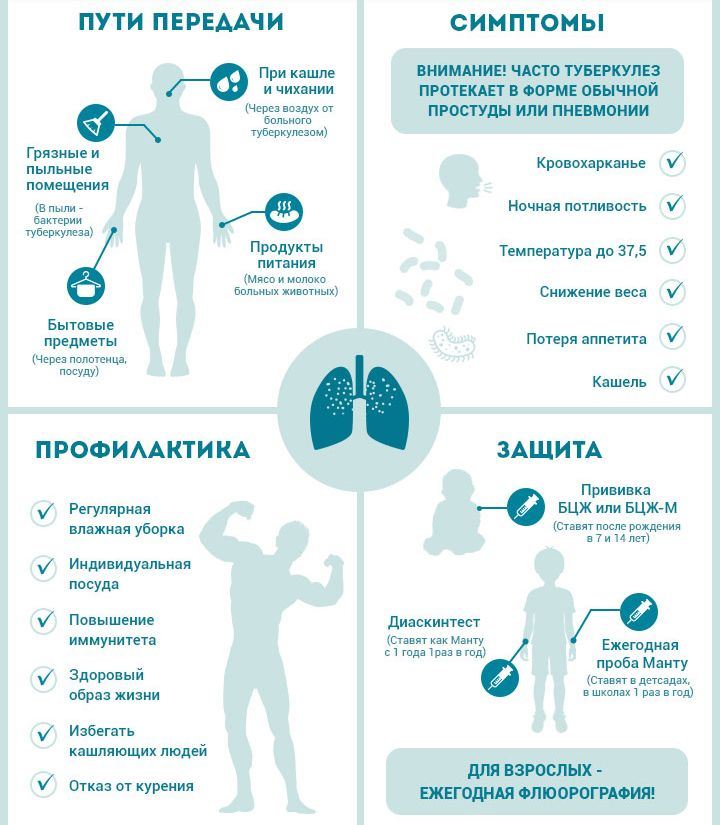 ПУТИ ПЕРЕДАЧИ
При кашле
и чихании
(Через воздух от
больного
туберкулезом)
Грязные и
пыльные
помещения
(В пыли -
бактерии
туберкулеза)
Продукты
питания
(Мясо и молоко
больных животных)
Бытовые
предметы
(Через полотенца,
посуду)
СИМПТОМЫ
ВНИМАНИЕ! ЧАСТО ТУБЕРКУЛЕЗ
ПРОТЕКАЕТ В ФОРМЕ ОБЫЧНОЙ
ПРОСТУДЫ ИЛИ ПНЕВМОНИИ
Кровохарканье
Ночная потливость
Температура до 37,5
Снижение веса
Потеря аппетита
Кашель
ПРОФИЛАКТИКА
Регулярная
влажная уборка
Индивидуальная
посуда
Повышение
иммунитета
Здоровый
образ жизни
Избегать
кашляющих людей
Отказ от курения
ЗАЩИТА
Прививка
БЦЖ или БЦЖ-М
(Ставят после рождения
в 7 и 14 лет)
Диаскинтест
(Ставят как Манту
с 1 года 1раз в год)
Ежегодная
проба Манту
(Ставят в детсадах,
в школах 1 раз в год)
ДЛЯ ВЗРОСЛЫХ -
ЕЖЕГОДНАЯ ФЛЮОРОГРАФИЯ!